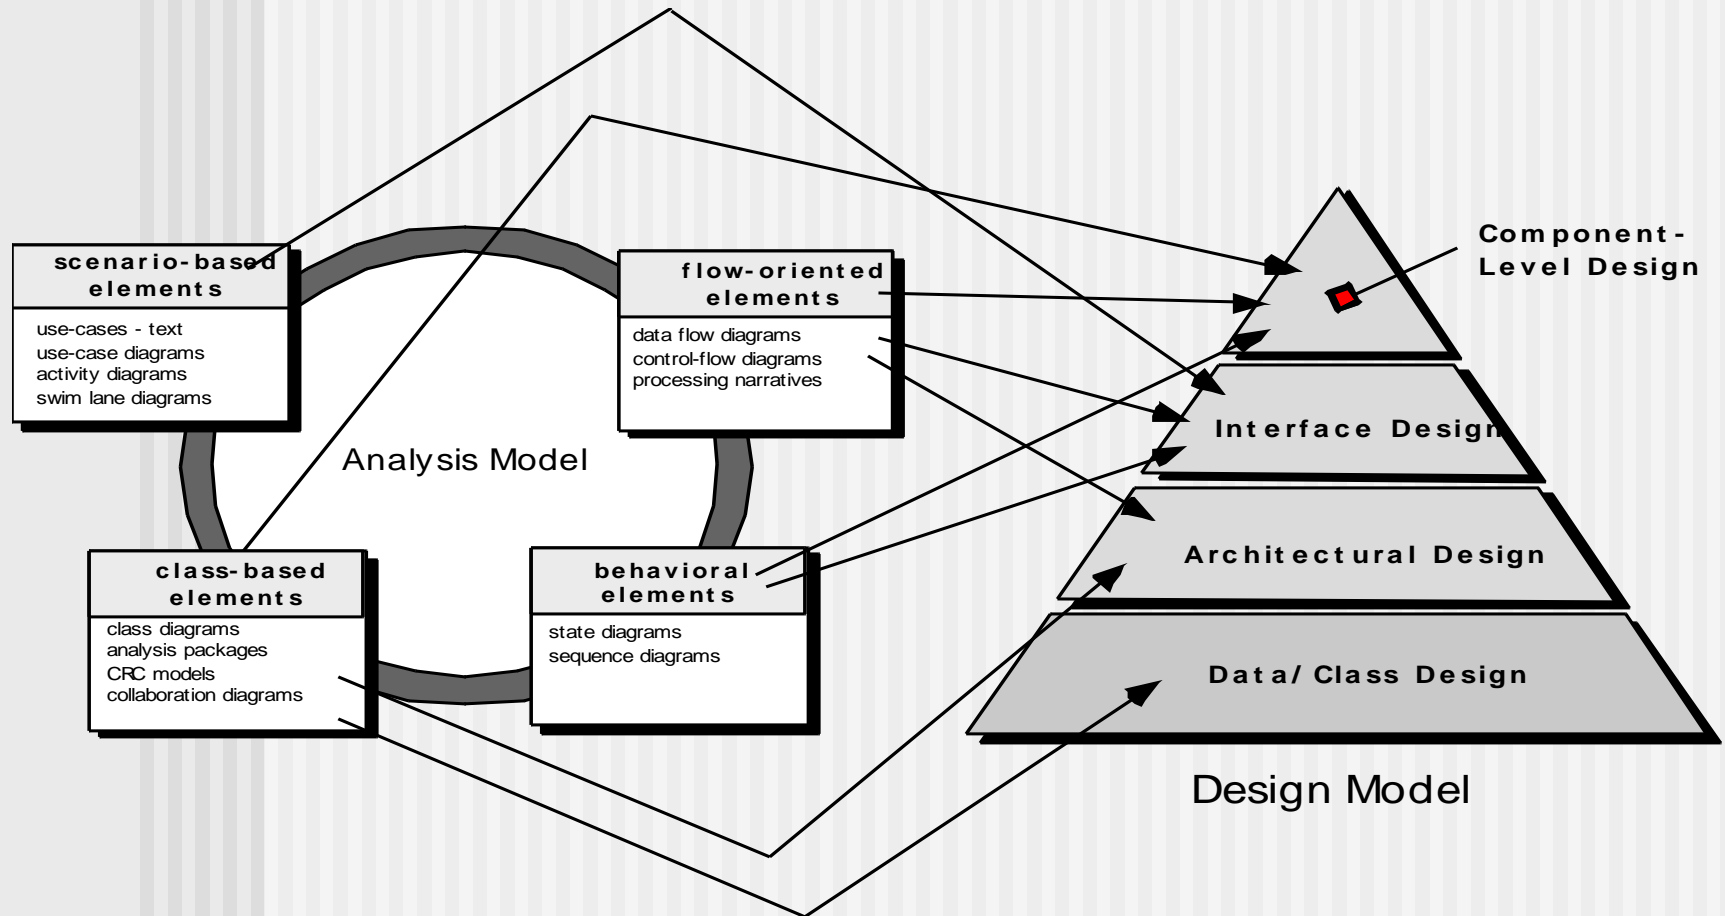 scenario-based
elements
use-cases - text
use-case diagrams
activity diagrams
swim lane diagrams
flow-oriented
elements
data flow diagrams
control-flow diagrams
processing narratives
Analysis Model
class-based
elements
class diagrams
analysis packages
CRC models
collaboration diagrams
behavioral
elements
state diagrams
sequence diagrams
Component-
Level Design
Interface Design
Architectural Design
Data/Class Design
Design Model